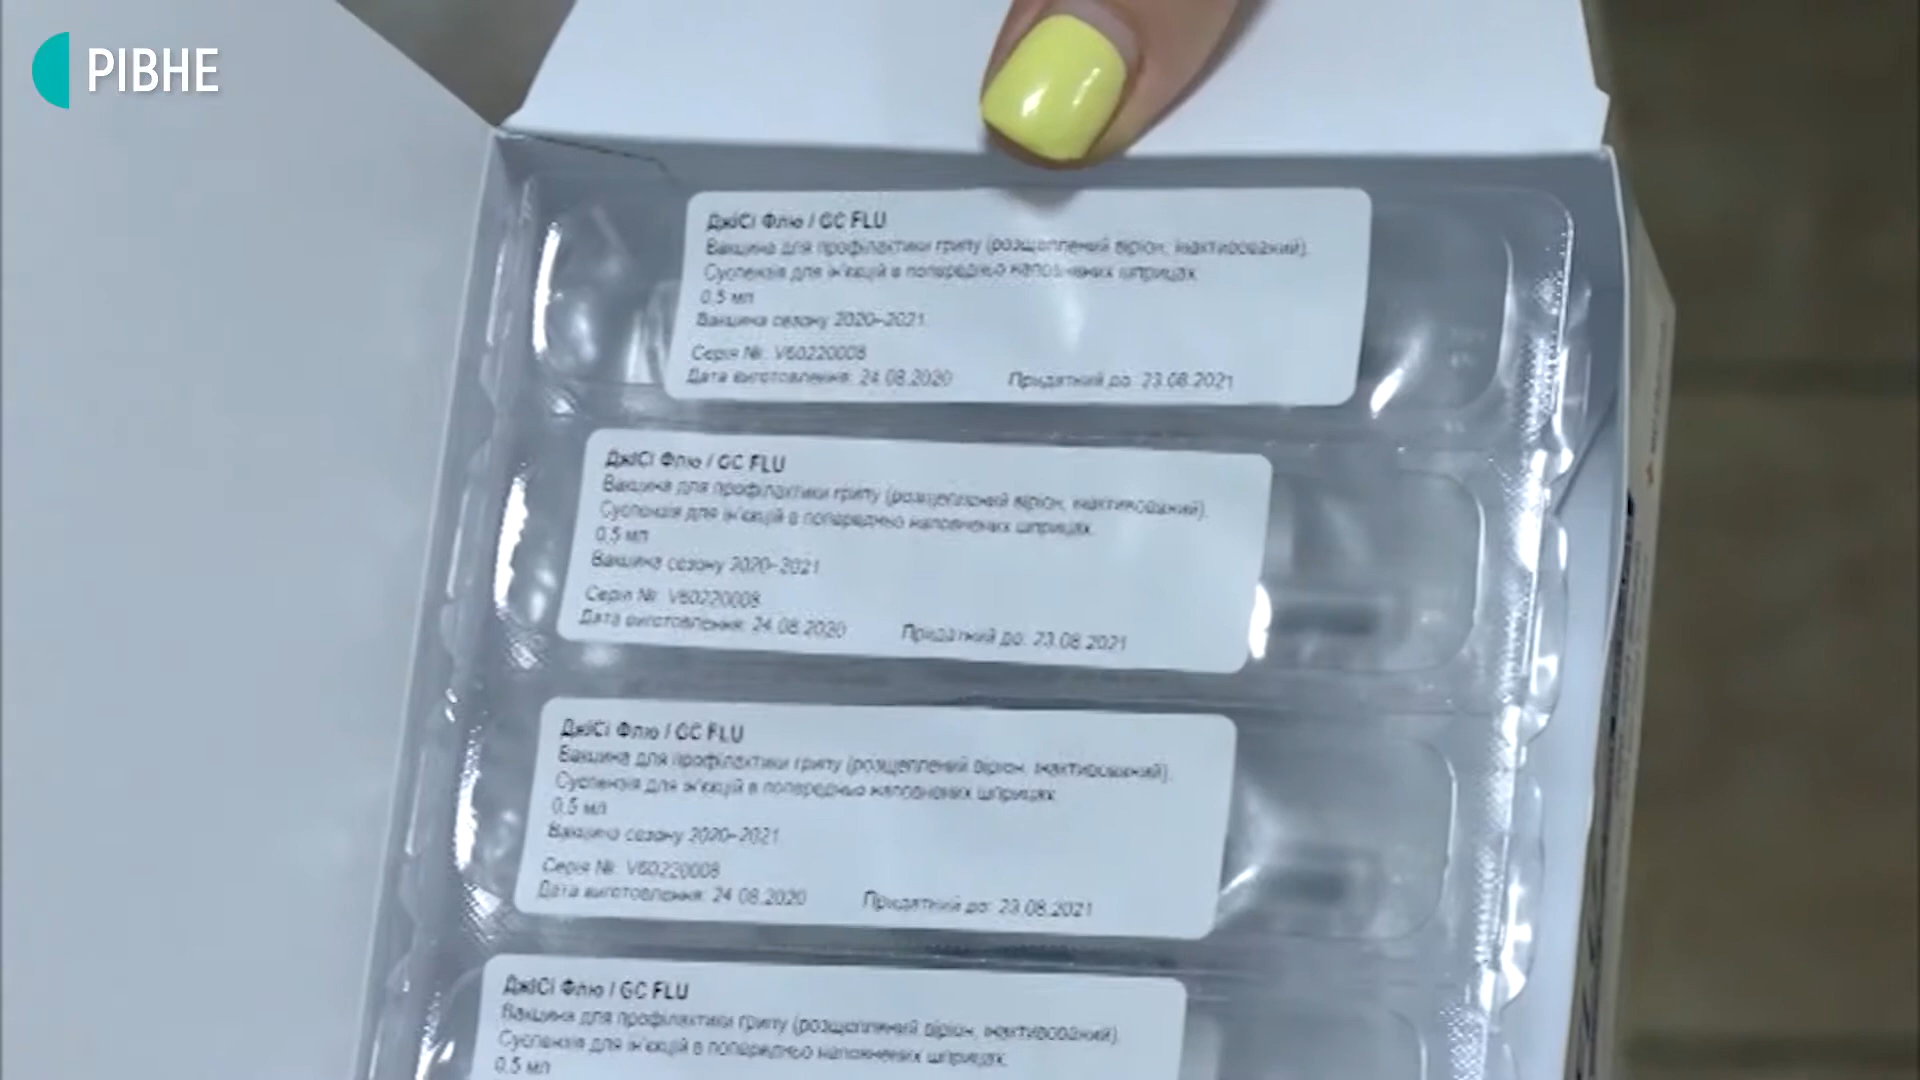 РІВНЕ
ДжіСі Флю / GC FLU
Вакцина для профілактики грипу (розщеплений віріон, інактивований).
Суспензія для ін'єкцій в попередньо наповнених шприцах.
0,5 мл
Вакцина сезону 2020–2021
Серія №: V60220008
Дата виготовлення: 24.08.2020 Придатний до: 23.08.2021
ДжіСі Флю / GC FLU
Вакцина для профілактики грипу (розщеплений віріон, інактивований).
Суспензія для ін'єкцій в попередньо наповнених шприцах.
0,5 мл
Вакцина сезону 2020–2021
Серія №: V60220008
Дата виготовлення: 24.08.2020 Придатний до: 23.08.2021
ДжіСі Флю / GC FLU
Вакцина для профілактики грипу (розщеплений віріон, інактивований).
Суспензія для ін'єкцій в попередньо наповнених шприцах.
0,5 мл
Вакцина сезону 2020–2021
Серія №: V60220008
Дата виготовлення: 24.08.2020 Придатний до: 23.08.2021
ДжіСі Флю / GC FLU
Вакцина для профілактики грипу (розщеплений віріон, інактивований).
Суспензія для ін'єкцій в попередньо наповнених шприцах.
0,5 мл